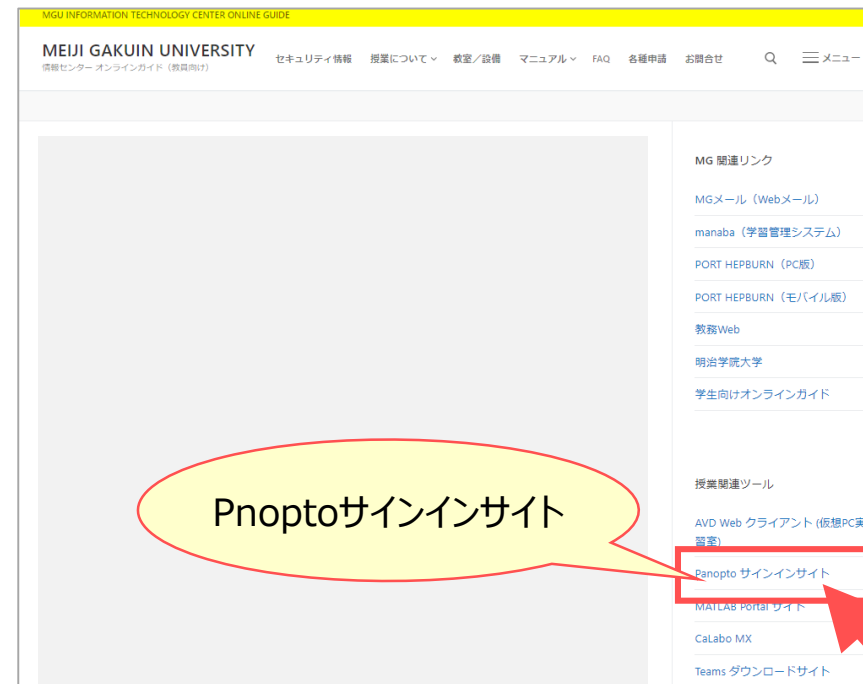 MGU INFORMATION TECHNOLOGY CENTER ONLINE GUIDE
MEIJI GAKUIN UNIVERSITY
情報センター オンラインガイド（教員向け）
セキュリティ情報 授業について 教室／設備 マニュアル FAQ 各種申請 お問合せ メニュー
MG 関連リンク
MGメール（Webメール）
manaba（学習管理システム）
PORT HEPBURN（PC版）
PORT HEPBURN（モバイル版）
教務Web
明治学院大学
学生向けオンラインガイド
授業関連ツール
AVD Web クライアント (仮想PC実
習室)
Pnoptoサインインサイト
Panopto サインインサイト
MATLAB Portal サイト
CaLabo MX
Teams ダウンロードサイト